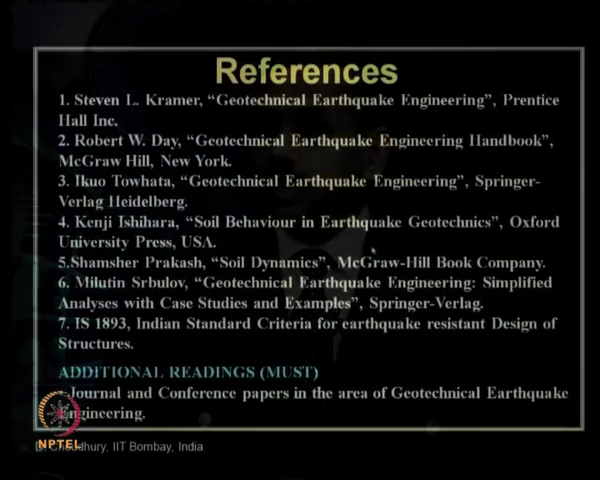 References
1. Steven L. Kramer, “Geotechnical Earthquake Engineering”, Prentice
Hall Inc.
2. Robert W. Day, “Geotechnical Earthquake Engineering Handbook”,
McGraw Hill, New York.
3. Ikuo Towhata, “Geotechnical Earthquake Engineering”, Springer-
Verlag Heidelberg.
4. Kenji Ishihara, “Soil Behaviour in Earthquake Geotechnics”, Oxford
University Press, USA.
5.Shamsher Prakash, “Soil Dynamics”, McGraw-Hill Book Company.
6. Milutin Srbulov, “Geotechnical Earthquake Engineering: Simplified
Analyses with Case Studies and Examples”, Springer-Verlag.
7. IS 1893, Indian Standard Criteria for earthquake resistant Design of
Structures.
ADDITIONAL READINGS (MUST)
- Journal and Conference papers in the area of Geotechnical Earthquake
Engineering.
NPTEL
D. Choudhury, IIT Bombay, India